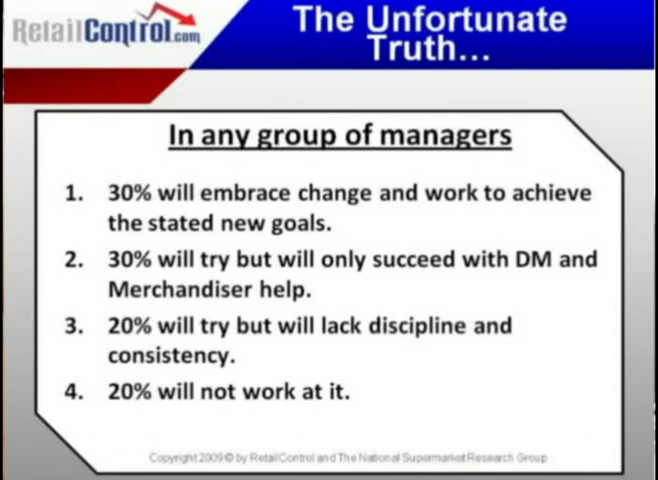 RetailControl.com
The Unfortunate
Truth...
In any group of managers
1. 30% will embrace change and work to achieve
the stated new goals.
2. 30% will try but will only succeed with DM and
Merchandiser help.
3. 20% will try but will lack discipline and
consistency.
4. 20% will not work at it.
Copyright 2009© by RetailControl and The National Supermarket Research Group